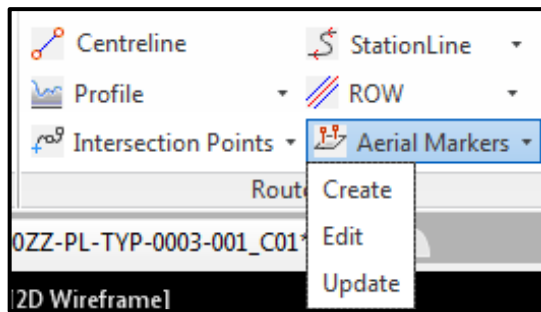 Centreline
StationLine
Profile
ROW
Intersection Points
Aerial Markers
Create
Edit
Update
0ZZ-PL-TYP-0003-001_C01*
2D Wireframe]